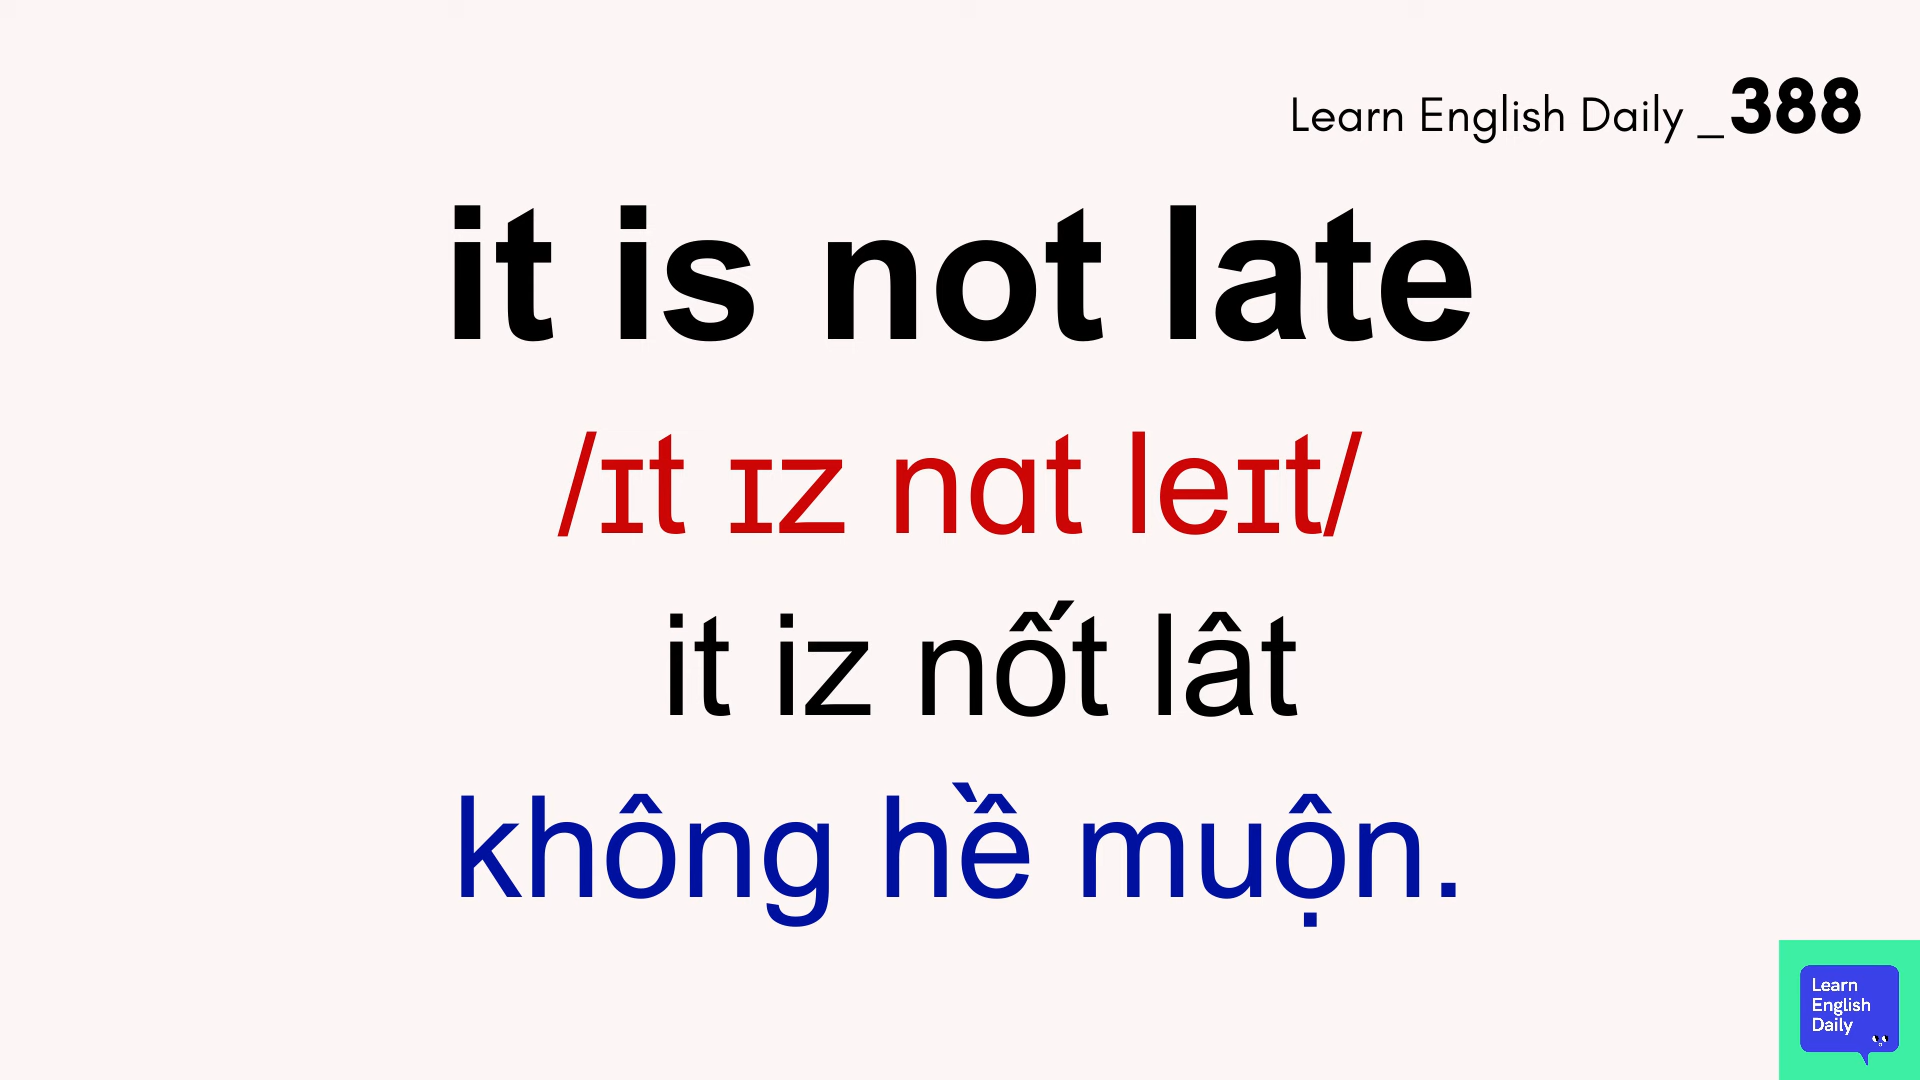 Learn English Daily _388
it is not late
/ɪt ɪz nɑt leɪt/
it iz nốt lât
không hề muộn.
Learn
English
Daily